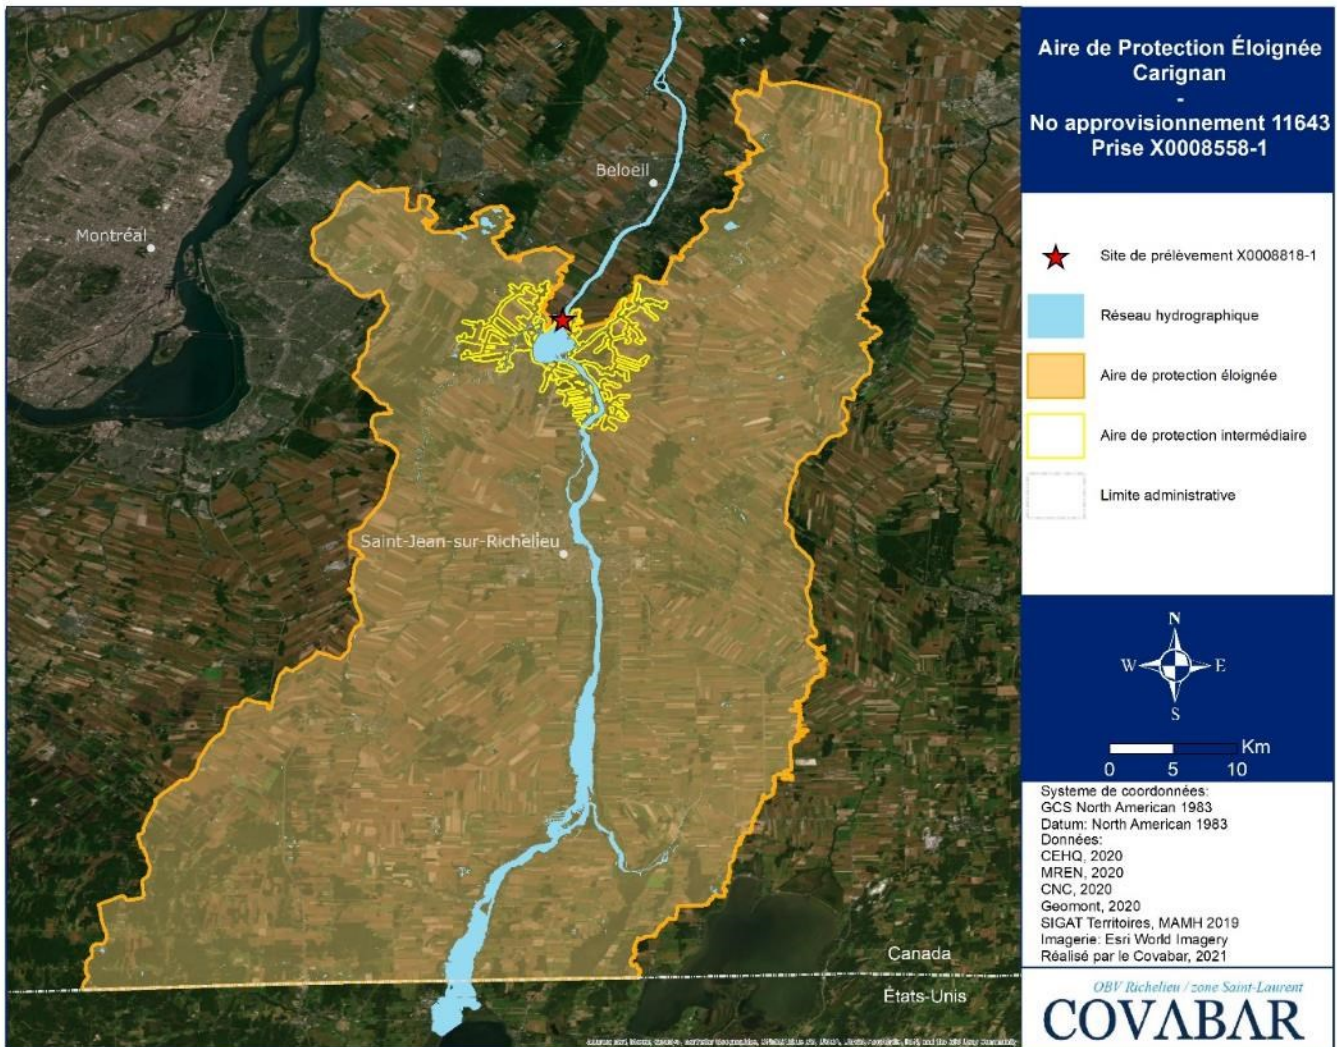 Aire de Protection Éloignée
Carignan
-
No approvisionnement 11643
Prise X0008558-1
Site de prélèvement X0008818-1
Réseau hydrographique
Aire de protection éloignée
Aire de protection intermédiaire
Limite administrative
N
W E
S
Km
0 5 10
Systeme de coordonnées:
GCS North American 1983
Datum: North American 1983
Données:
CEHQ, 2020
MREN, 2020
CNC, 2020
Geomont, 2020
SIGAT Territoires, MAMH 2019
Imagerie: Esri World Imagery
Réalisé par le Covabar, 2021
OBV Richelieu / zone Saint-Laurent
COVABAR
Beloeil
Montréal
Saint-Jean-sur-Richelieu
Canada
États-Unis